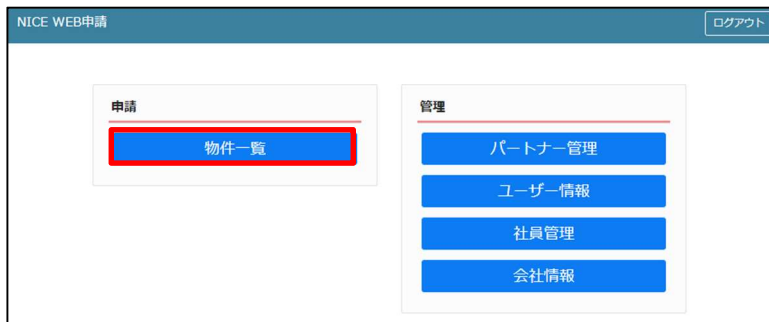 NICE WEB申請
ログアウト
申請
物件一覧
管理
パートナー管理
ユーザー情報
社員管理
会社情報